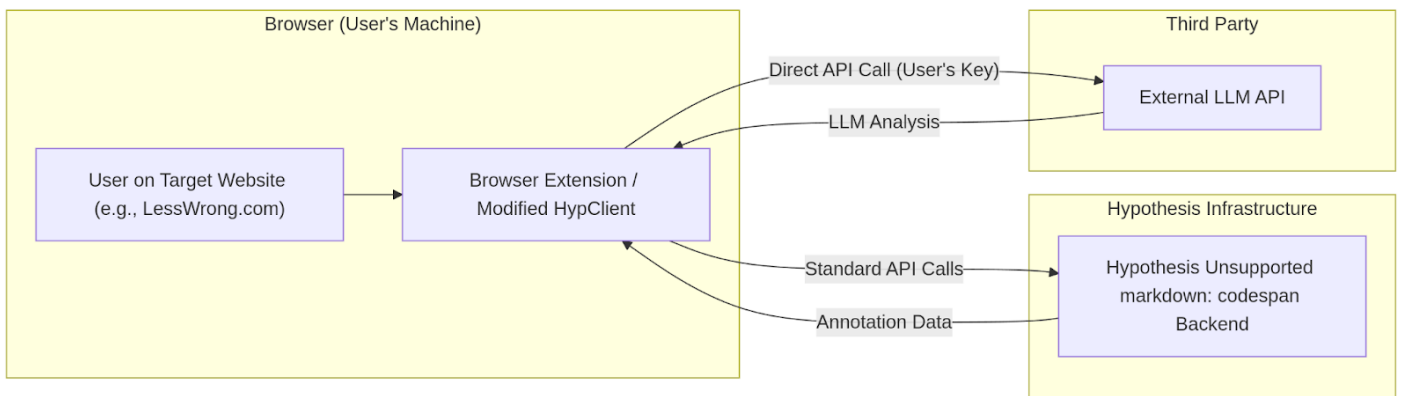 Browser (User's Machine)
User on Target Website
(e.g., LessWrong.com)
Browser Extension /
Modified HypClient
Direct API Call (User's Key)
LLM Analysis
Standard API Calls
Annotation Data
Third Party
External LLM API
Hypothesis Infrastructure
Hypothesis Unsupported
markdown: codespan
Backend